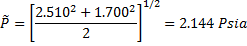 P̃ = [ (2.510² + 1.700²) / 2 ]^{1/2} = 2.144 Psia